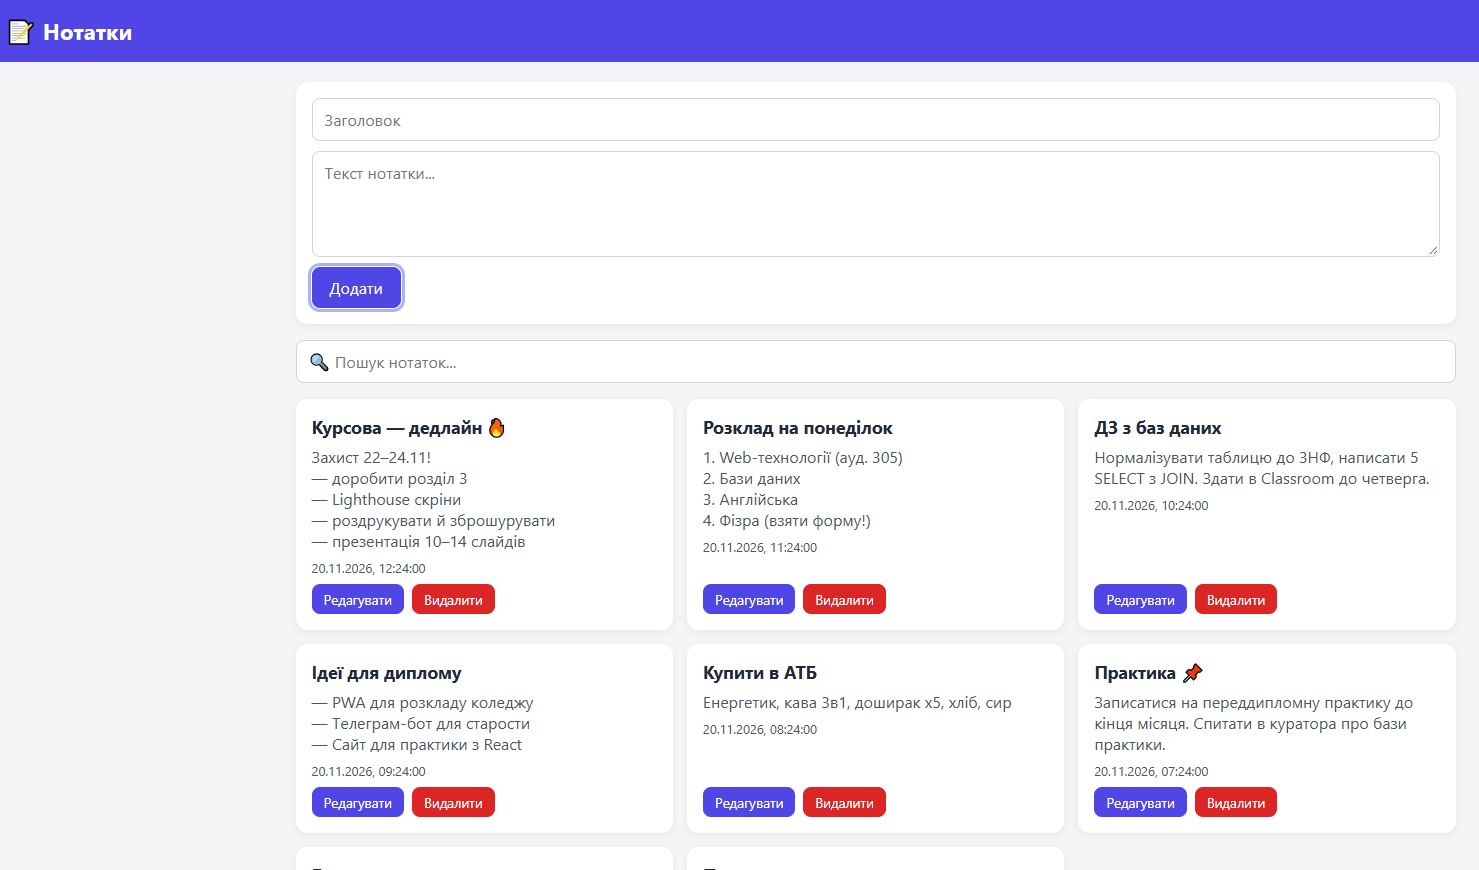 Нотатки
Заголовок
Текст нотатки...
Додати
Пошук нотаток...
Курсова — дедлайн
Захист 22–24.11!
— доробити розділ 3
— Lighthouse скріни
— роздрукувати й зброшурувати
— презентація 10–14 слайдів
20.11.2026, 12:24:00
Редагувати Видалити
Розклад на понеділок
1. Web-технології (ауд. 305)
2. Бази даних
3. Англійська
4. Фізра (взяти форму!)
20.11.2026, 11:24:00
Редагувати Видалити
ДЗ з баз даних
Нормалізувати таблицю до 3НФ, написати 5
SELECT з JOIN. Здати в Classroom до четверга.
20.11.2026, 10:24:00
Редагувати Видалити
Ідеї для диплому
— PWA для розкладу коледжу
— Телеграм-бот для старости
— Сайт для практики з React
20.11.2026, 09:24:00
Редагувати Видалити
Купити в АТБ
Енергетик, кава 3в1, доширак х5, хліб, сир
20.11.2026, 08:24:00
Редагувати Видалити
Практика
Записатися на переддипломну практику до
кінця місяця. Спитати в куратора про бази
практики.
20.11.2026, 07:24:00
Редагувати Видалити